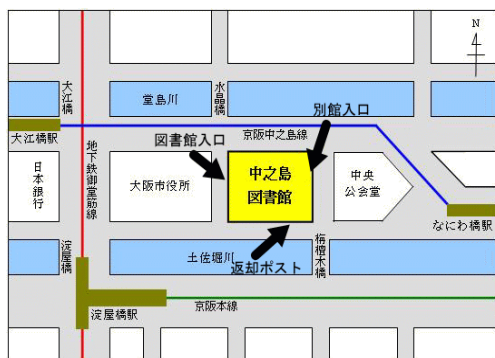 N
大江橋
水晶橋
堂島川
別館入口
大江橋駅
京阪中之島線
図書館入口
地下鉄御堂筋線
日本銀行
大阪市役所
中之島
図書館
中央
公会堂
なにわ橋駅
淀屋橋
土佐堀川
栴檀木橋
返却ポスト
京阪本線
淀屋橋駅